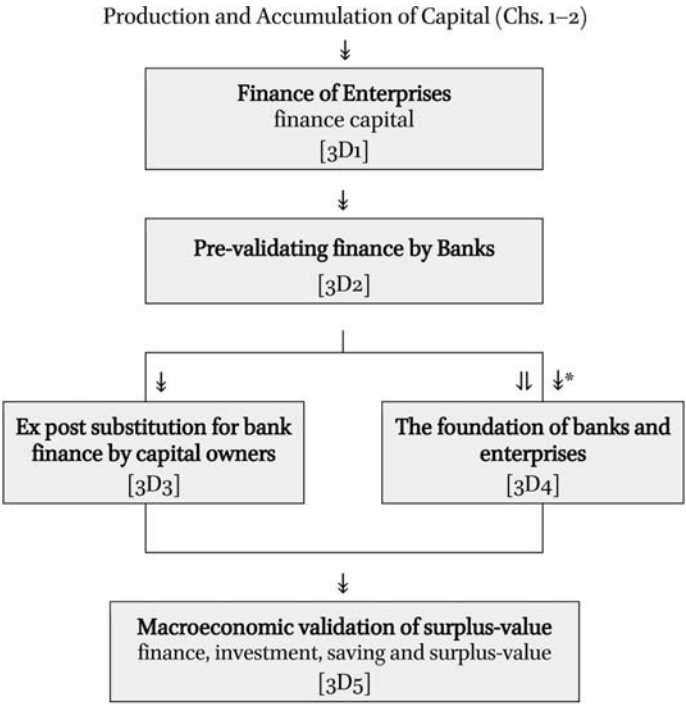 Production and Accumulation of Capital (Chs. 1–2)
↡
Finance of Enterprises
finance capital
[3D1]
↡
Pre-validating finance by Banks
[3D2]
↡
⇊ ↡*
Ex post substitution for bank
finance by capital owners
[3D3]
The foundation of banks and
enterprises
[3D4]
↡
Macroeconomic validation of surplus-value
finance, investment, saving and surplus-value
[3D5]